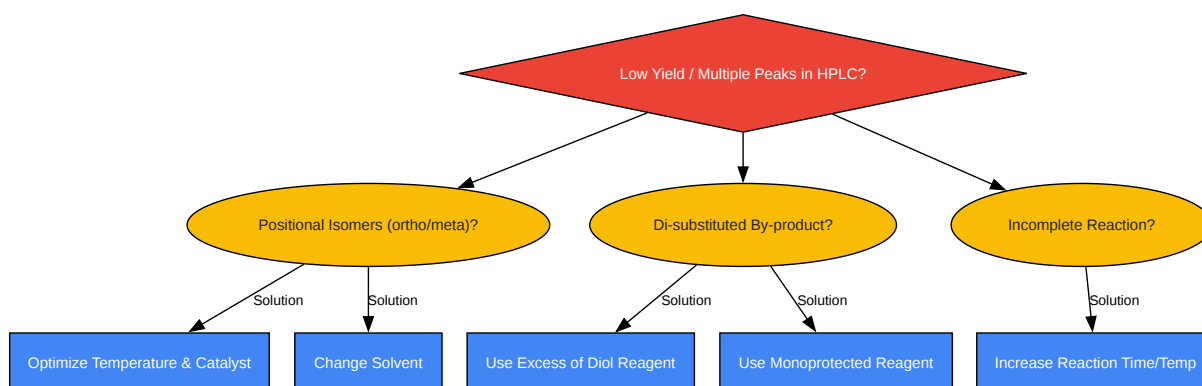 Low Yield / Multiple Peaks in HPLC?
Positional Isomers (ortho/meta)?
Di-substituted By-product?
Incomplete Reaction?
Solution
Solution
Solution
Solution
Solution
Optimize Temperature & Catalyst
Change Solvent
Use Excess of Diol Reagent
Use Monoprotected Reagent
Increase Reaction Time/Temp